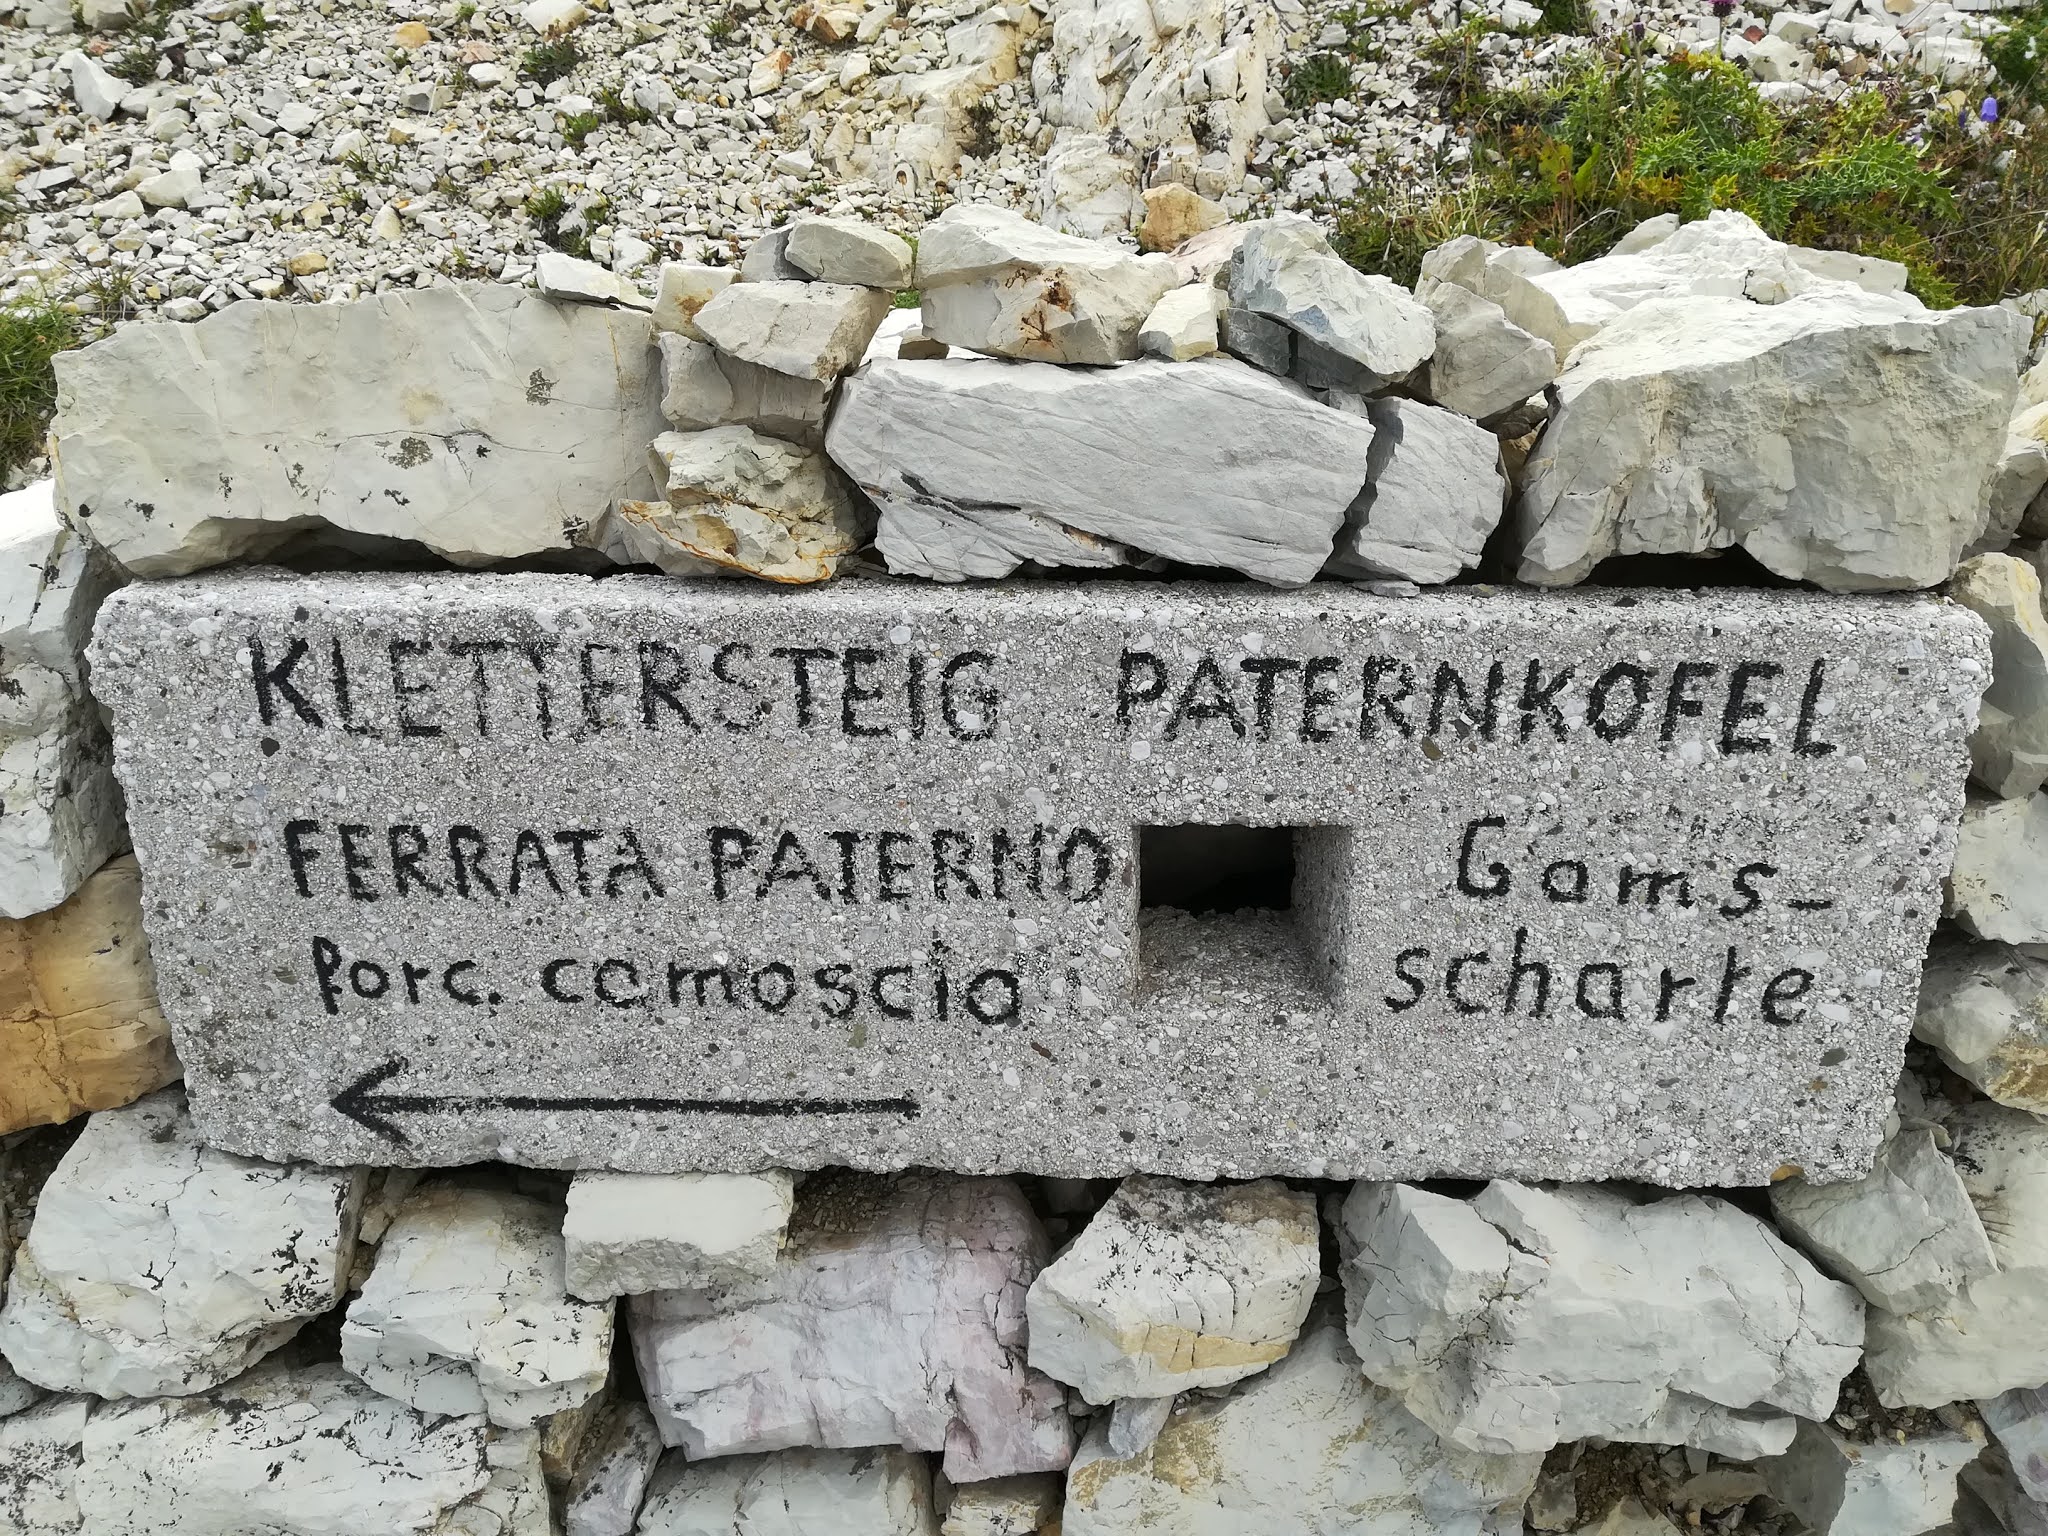 KLETTERSTEIG PATERNKOFEL
FERRATA PATERNO
Forc. camoscio
Gams-
scharte